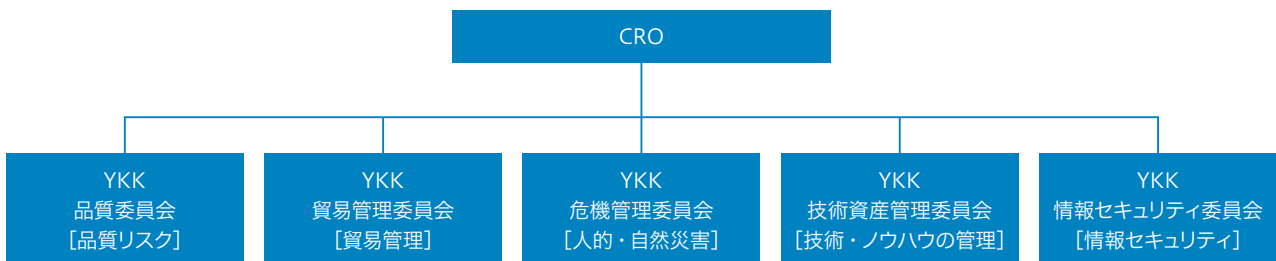 CRO
YKK
品質委員会
[品質リスク]
YKK
貿易管理委員会
[貿易管理]
YKK
危機管理委員会
[人的・自然災害]
YKK
技術資産管理委員会
[技術・ノウハウの管理]
YKK
情報セキュリティ委員会
[情報セキュリティ]